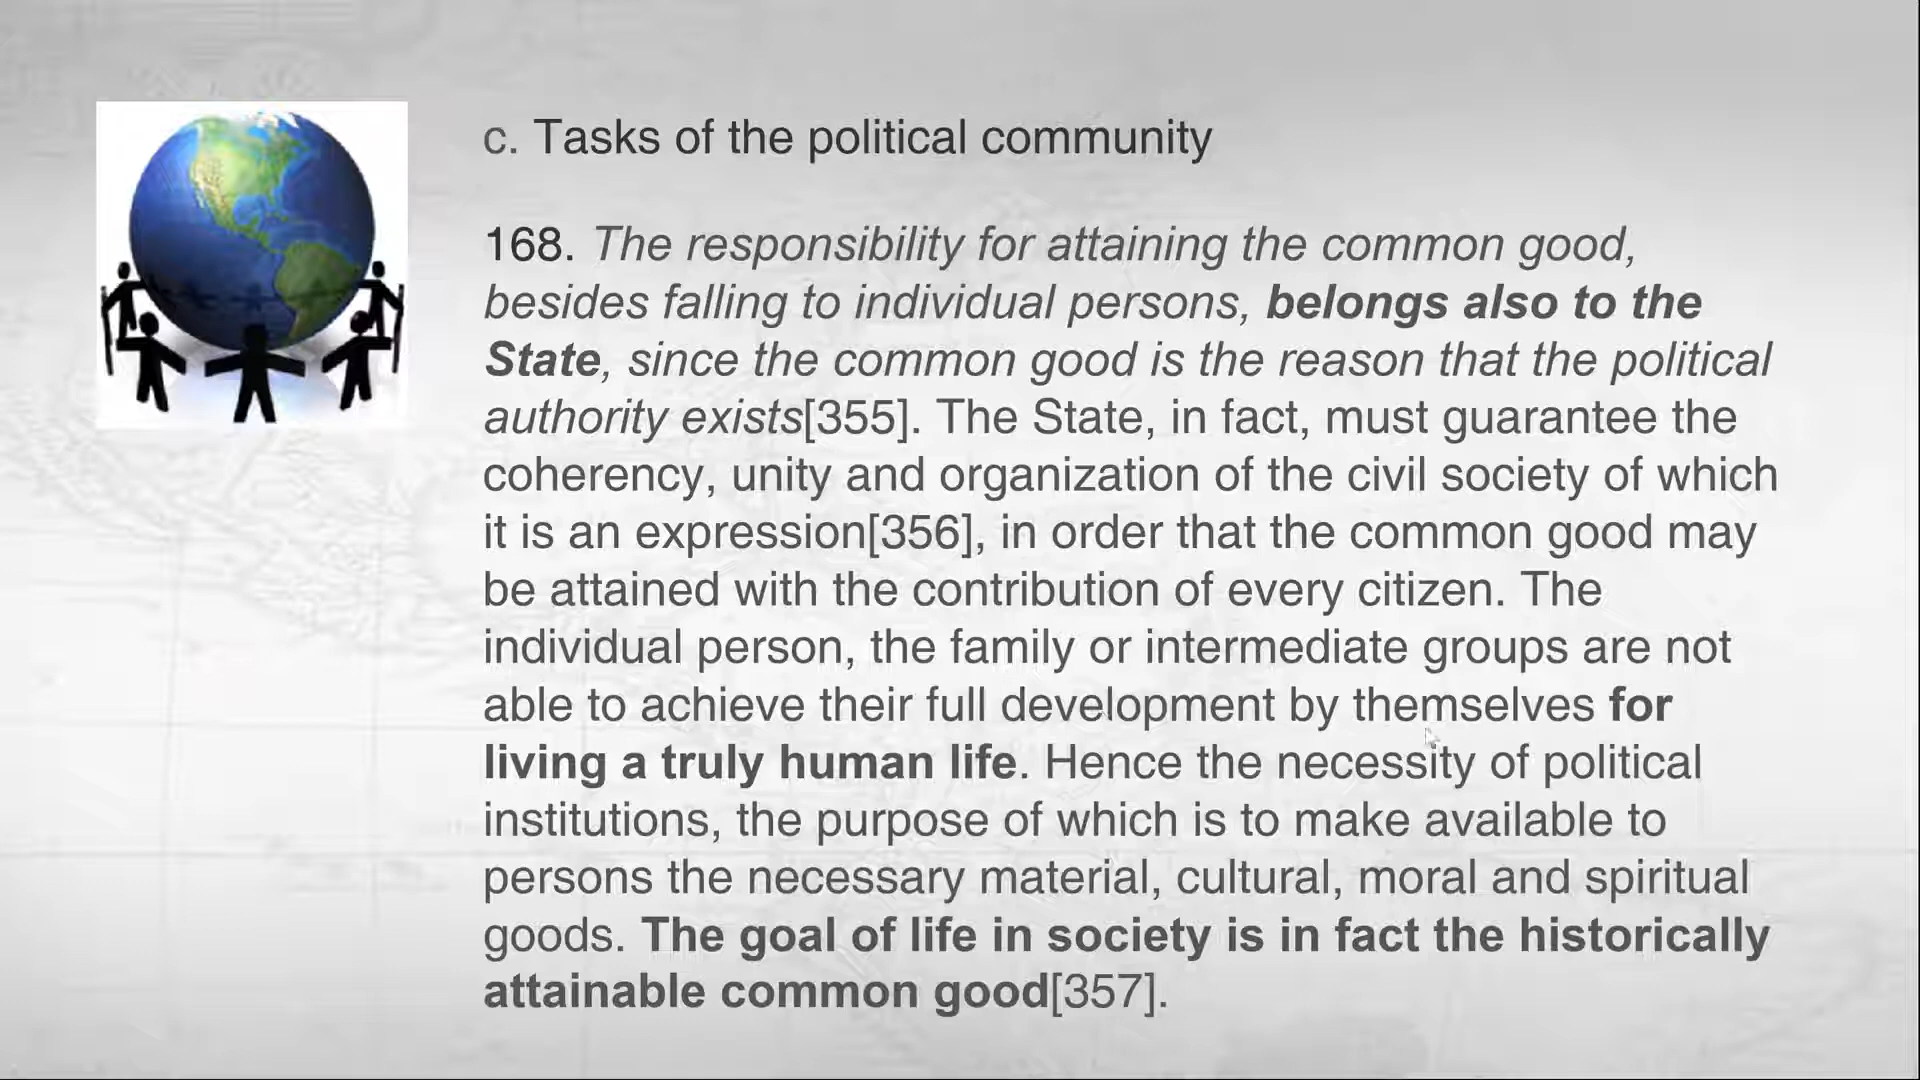 c. Tasks of the political community
168. The responsibility for attaining the common good,
besides falling to individual persons, belongs also to the
State, since the common good is the reason that the political
authority exists[355]. The State, in fact, must guarantee the
coherency, unity and organization of the civil society of which
it is an expression[356], in order that the common good may
be attained with the contribution of every citizen. The
individual person, the family or intermediate groups are not
able to achieve their full development by themselves for
living a truly human life. Hence the necessity of political
institutions, the purpose of which is to make available to
persons the necessary material, cultural, moral and spiritual
goods. The goal of life in society is in fact the historically
attainable common good[357].